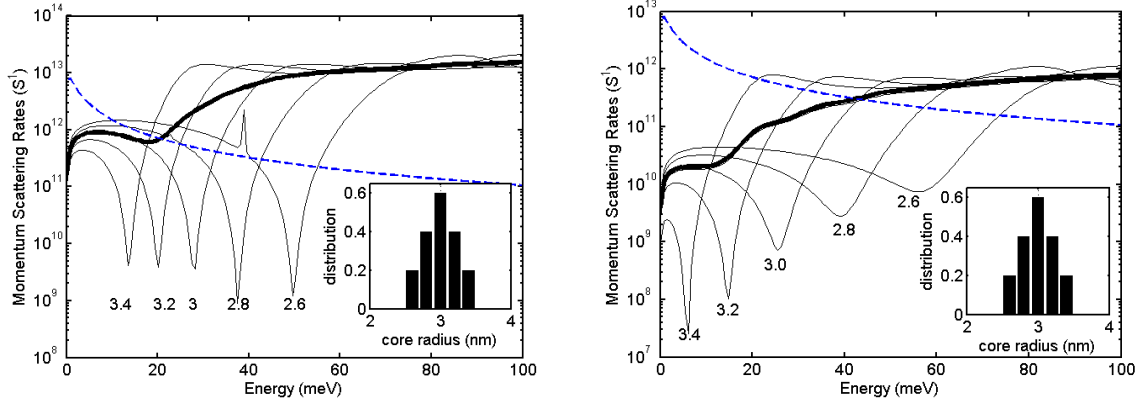 10^14
10^13
10^12
10^11
10^10
10^9
10^8
Momentum Scattering Rates (S^1)
3.4 3.2 3 2.8 2.6
0 20 40 60 80 100
Energy (meV)
0.6
0.4
0.2
0
distribution
2 3 4
core radius (nm)
10^13
10^12
10^11
10^10
10^9
10^8
10^7
Momentum Scattering Rates (S^1)
2.6
2.8
3.0
3.2
3.4
0 20 40 60 80 100
Energy (meV)
0.6
0.4
0.2
0
distribution
2 3 4
core radius (nm)